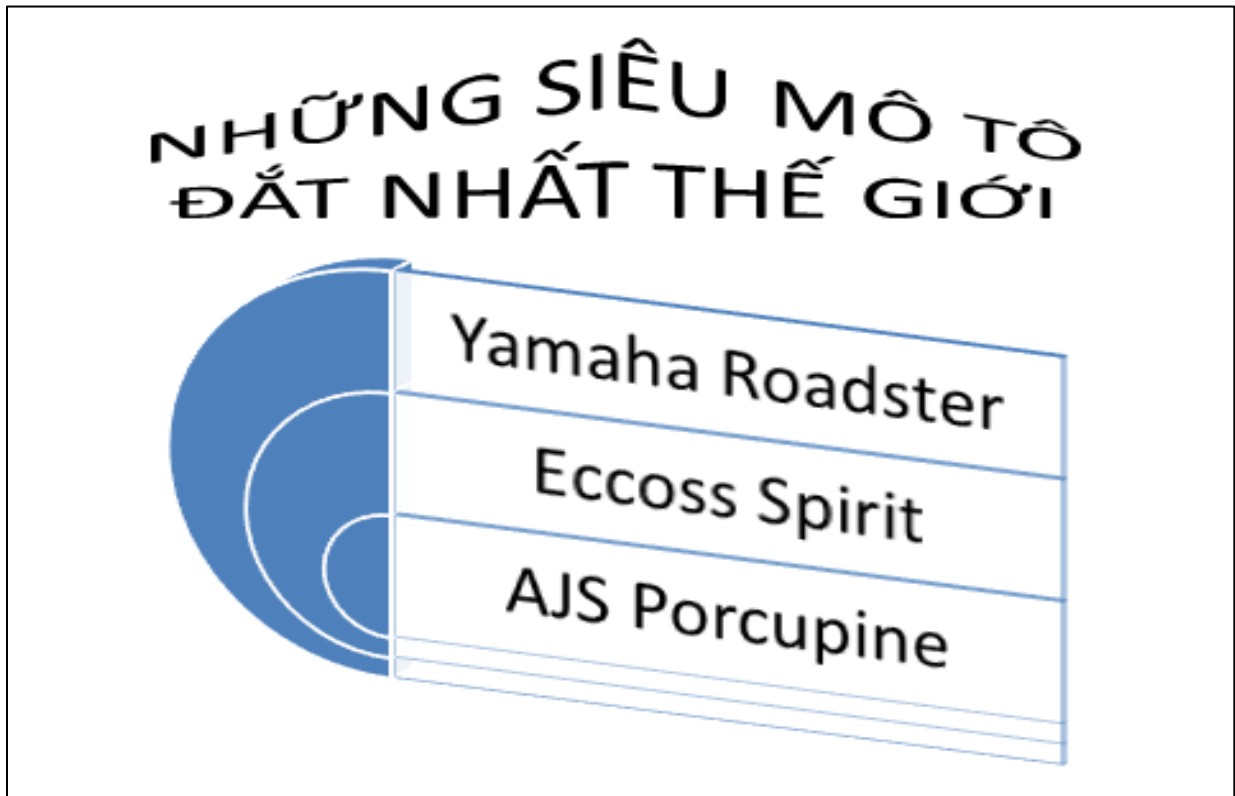 NHỮNG SIÊU MÔ TÔ
ĐẮT NHẤT THẾ GIỚI
Yamaha Roadster
Eccoss Spirit
AJS Porcupine